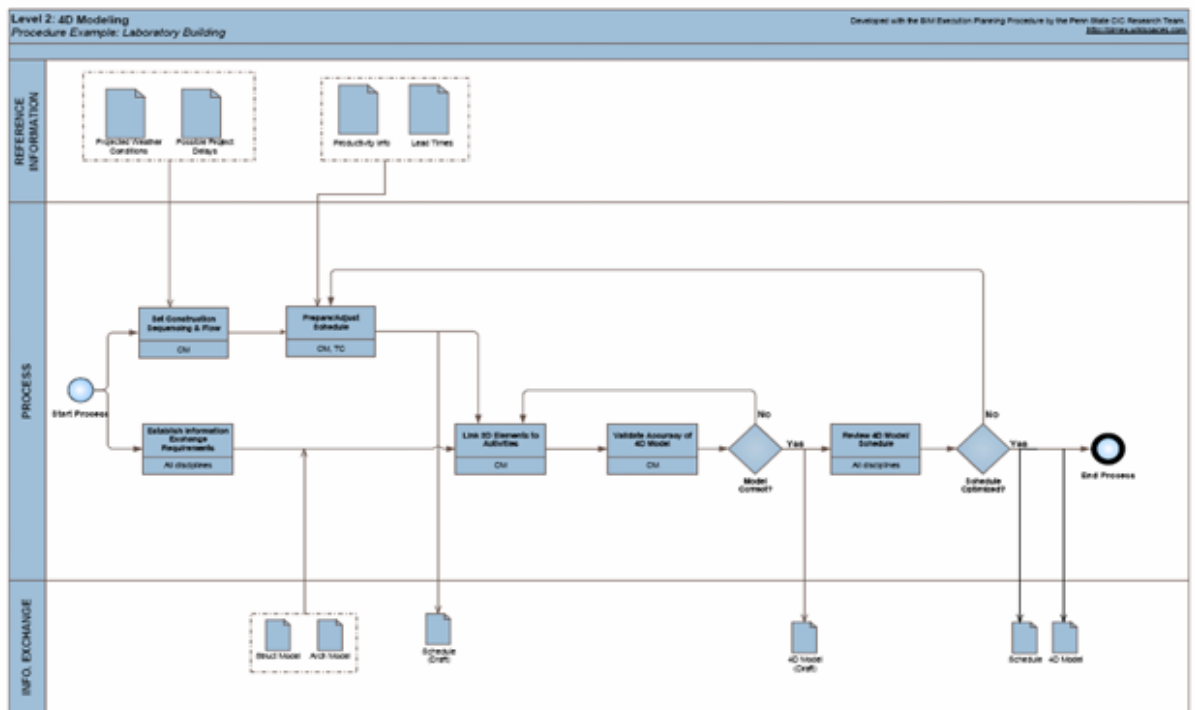 Level 2: 4D Modeling
Procedure Example: Laboratory Building
Developed with the BIM Execution Planning Procedure by the Penn State CIC Research Team.
REFERENCE
INFORMATION
Projected Weather
Conditions
Possible Project
Delays
Productivity Info
Lead Times
PROCESS
Start Process
Set Construction
Sequencing & Flow
CM
Prepare/Adjust
Schedule
CM, TC
Establish Information
Exchange
Requirements
All disciplines
Link 3D Elements to
Activities
CM
Validate Accuracy of
4D Model
CM
No
Yes
Model
Correct?
Review 4D Model/
Schedule
All disciplines
No
Yes
Schedule
Optimized?
End Process
INFO. EXCHANGE
Struct Model
Arch Model
Schedule
(Draft)
4D Model
(Draft)
Schedule
4D Model